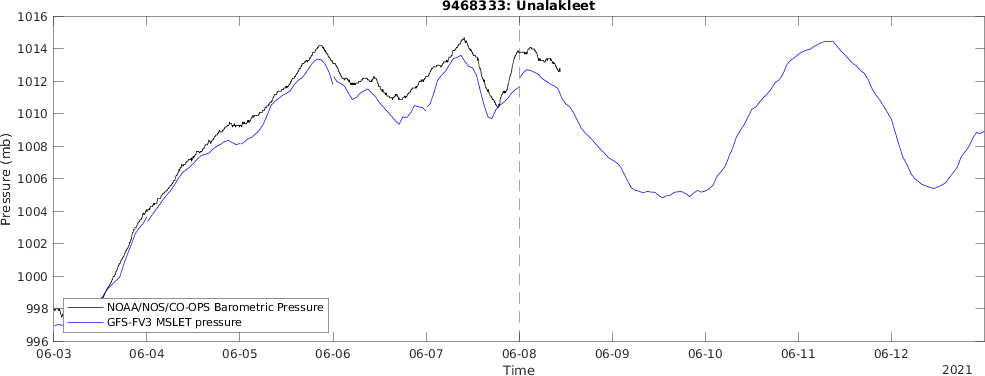 9468333: Unalakleet
1016
1014
1012
1010
1008
1006
1004
1002
1000
998
996
Pressure (mb)
NOAA/NOS/CO-OPS Barometric Pressure
GFS-FV3 MSLET pressure
06-03 06-04 06-05 06-06 06-07 06-08 06-09 06-10 06-11 06-12
Time
2021